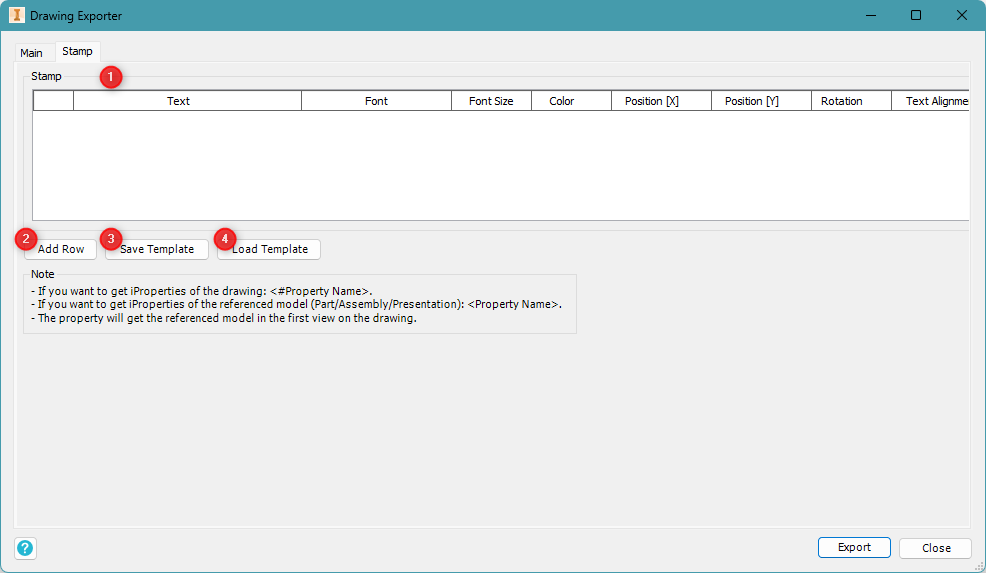 Drawing Exporter
Main
Stamp
Stamp
1
Text
Font
Font Size
Color
Position [X]
Position [Y]
Rotation
Text Alignme
2
Add Row
3
Save Template
4
Load Template
Note
- If you want to get iProperties of the drawing: <#Property Name>.
- If you want to get iProperties of the referenced model (Part/Assembly/Presentation): <Property Name>.
- The property will get the referenced model in the first view on the drawing.
?
Export
Close